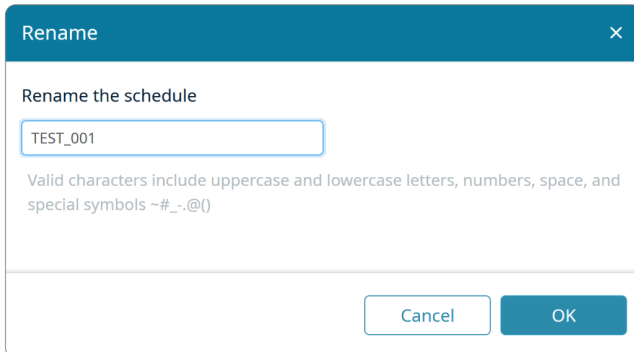 Rename
Rename the schedule
TEST_001
Valid characters include uppercase and lowercase letters, numbers, space, and
special symbols ~#_-.@()
Cancel OK